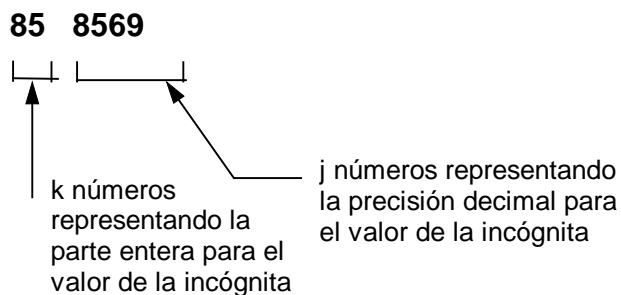 85 8569
k números
representando la
parte entera para el
valor de la incógnita
j números representando
la precisión decimal para
el valor de la incógnita